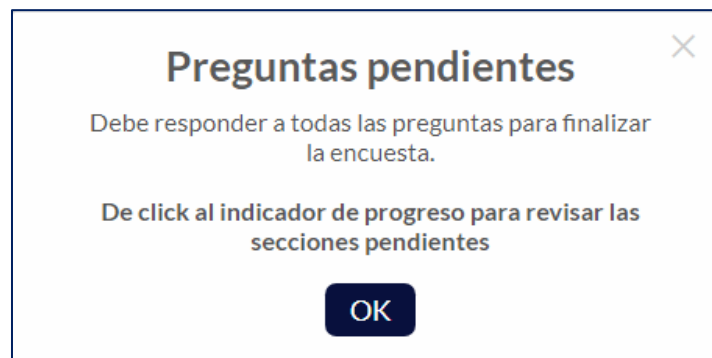 Preguntas pendientes
Debe responder a todas las preguntas para finalizar
la encuesta.
De click al indicador de progreso para revisar las
secciones pendientes
OK